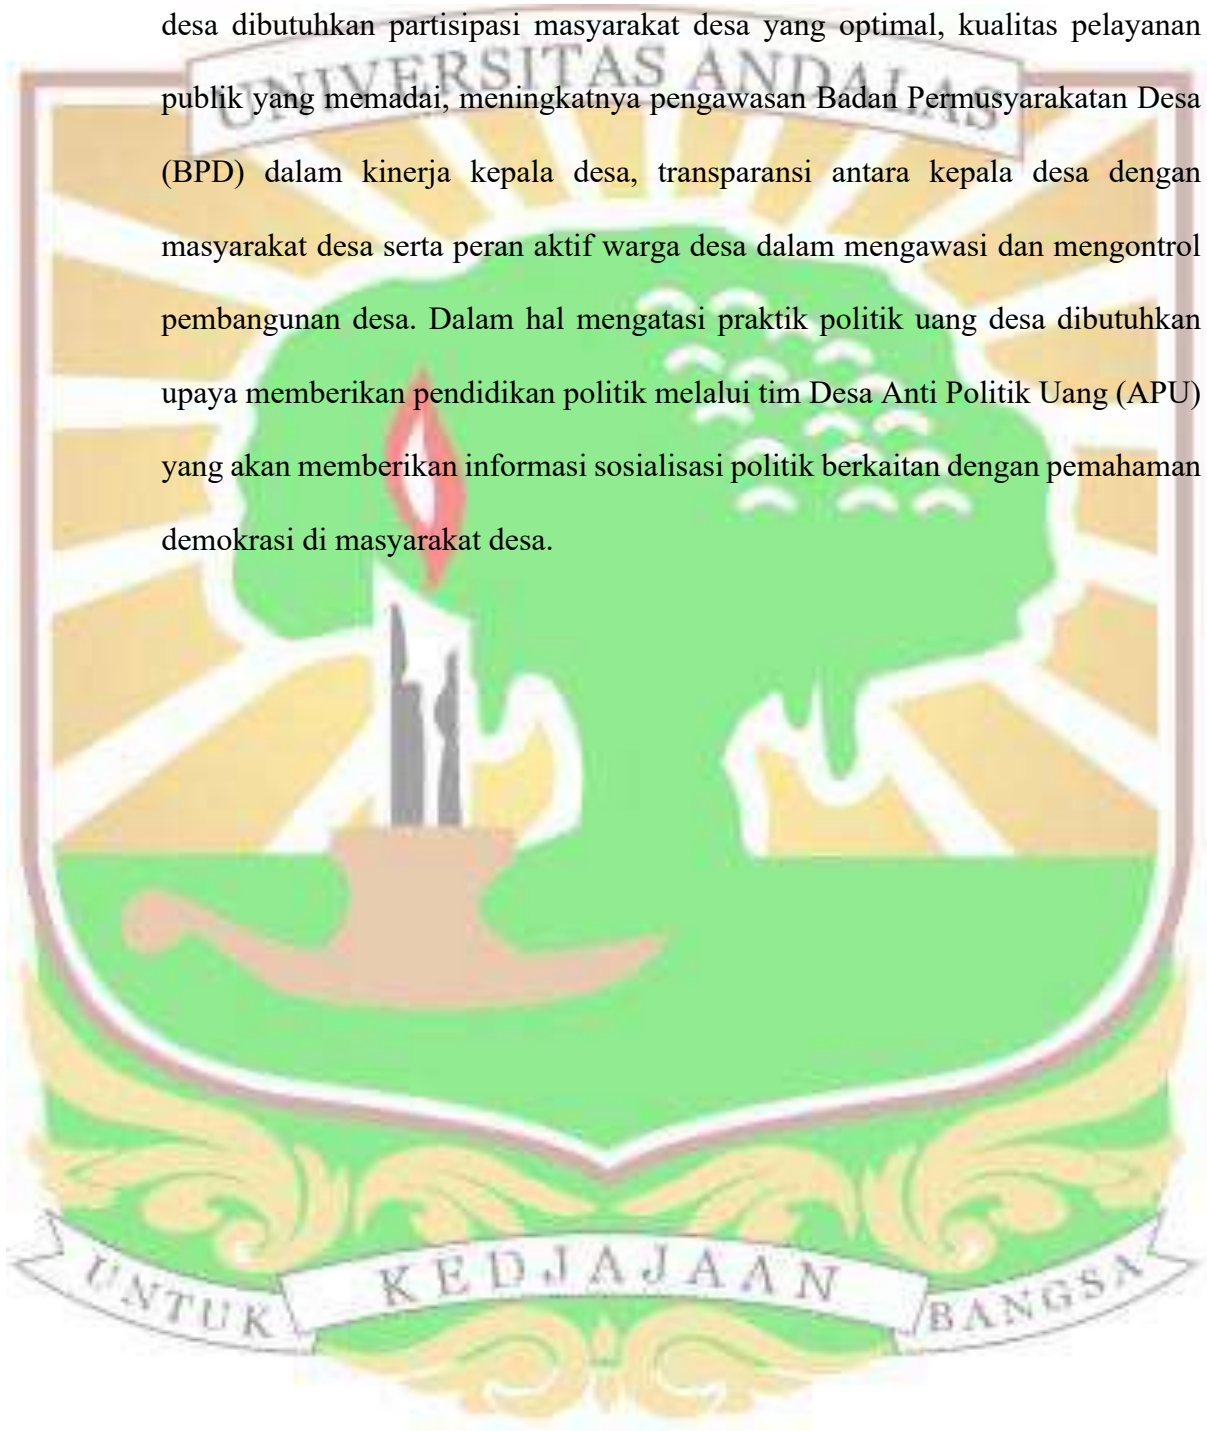 desa dibutuhkan partisipasi masyarakat desa yang optimal, kualitas pelayanan
UNIVERSITAS ANDALAS
publik yang memadai, meningkatnya pengawasan Badan Permusyarakatan Desa
(BPD) dalam kinerja kepala desa, transparansi antara kepala desa dengan
masyarakat desa serta peran aktif warga desa dalam mengawasi dan mengontrol
pembangunan desa. Dalam hal mengatasi praktik politik uang desa dibutuhkan
upaya memberikan pendidikan politik melalui tim Desa Anti Politik Uang (APU)
yang akan memberikan informasi sosialisasi politik berkaitan dengan pemahaman
demokrasi di masyarakat desa.
UNTUK KEDJAJAAN BANGSA